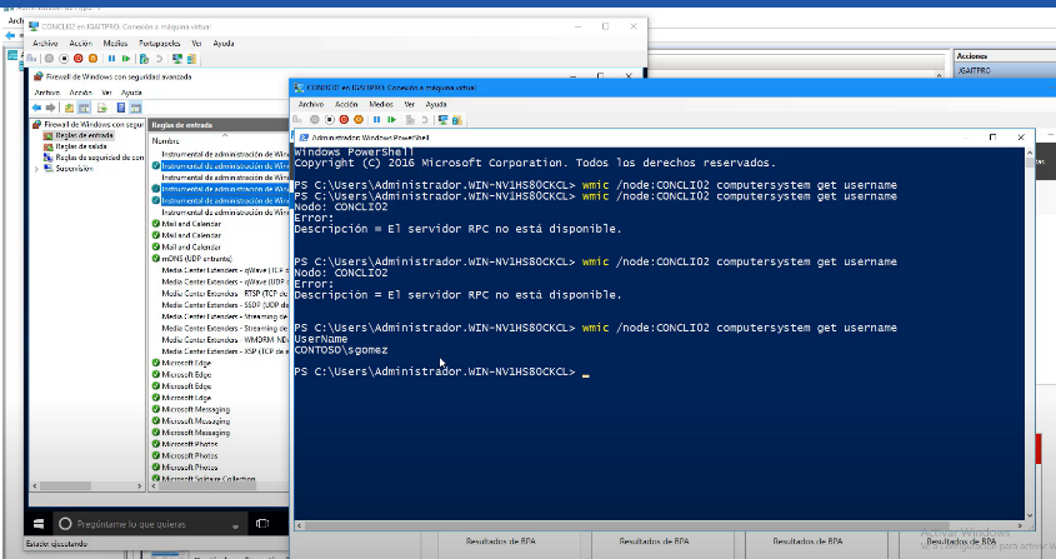 CONCLI02 en JGAITPRO: Conexión a máquina virtual
Archivo Acción Medios Portapapeles Ver Ayuda
Firewall de Windows con seguridad avanzada
Archivo Acción Ver Ayuda
Firewall de Windows con segur
Reglas de entrada
Reglas de salida
Reglas de seguridad de con
Supervisión
Reglas de entrada
Nombre
Instrumental de administración de Win
Instrumental de administración de Win
Instrumental de administración de Win
Instrumental de administración de Win
Instrumental de administración de Win
Instrumental de administración de Win
Mail and Calendar
Mail and Calendar
Mail and Calendar
mDNS (UDP entrante)
Media Center Extenders - qWave (TCP d
Media Center Extenders - qWave (UDP
Media Center Extenders - RTSP (TCP de
Media Center Extenders - SSDP (UDP de
Media Center Extenders - Streaming de
Media Center Extenders - Streaming de
Media Center Extenders - WMDRM-ND
Media Center Extenders - XSP (TCP de
Microsoft Edge
Microsoft Edge
Microsoft Edge
Microsoft Edge
Microsoft Messaging
Microsoft Messaging
Microsoft Messaging
Microsoft Photos
Microsoft Photos
Microsoft Photos
Microsoft Solitaire Collection
Pregúntame lo que quieras
Estado: ejecutando
Acciones
JGAITPRO
Conexión a máquina virtual
Archivo Acción Medios Ver Ayuda
Administrador: Windows PowerShell
Windows PowerShell
Copyright (C) 2016 Microsoft Corporation. Todos los derechos reservados.
PS C:\Users\Administrador.WIN-NV1HS8OCKCL> wmic /node:CONCLI02 computersystem get username
PS C:\Users\Administrador.WIN-NV1HS8OCKCL> wmic /node:CONCLI02 computersystem get username
Nodo: CONCLI02
Error:
Descripción = El servidor RPC no está disponible.
PS C:\Users\Administrador.WIN-NV1HS8OCKCL> wmic /node:CONCLI02 computersystem get username
Nodo: CONCLI02
Error:
Descripción = El servidor RPC no está disponible.
PS C:\Users\Administrador.WIN-NV1HS8OCKCL> wmic /node:CONCLI02 computersystem get username
UserName
CONTOSO\sgomez
PS C:\Users\Administrador.WIN-NV1HS8OCKCL> _
Activar Windows
Ve a Configuración para activar W
Resultados de BPA Resultados de BPA Resultados de BPA Resultados de BPA